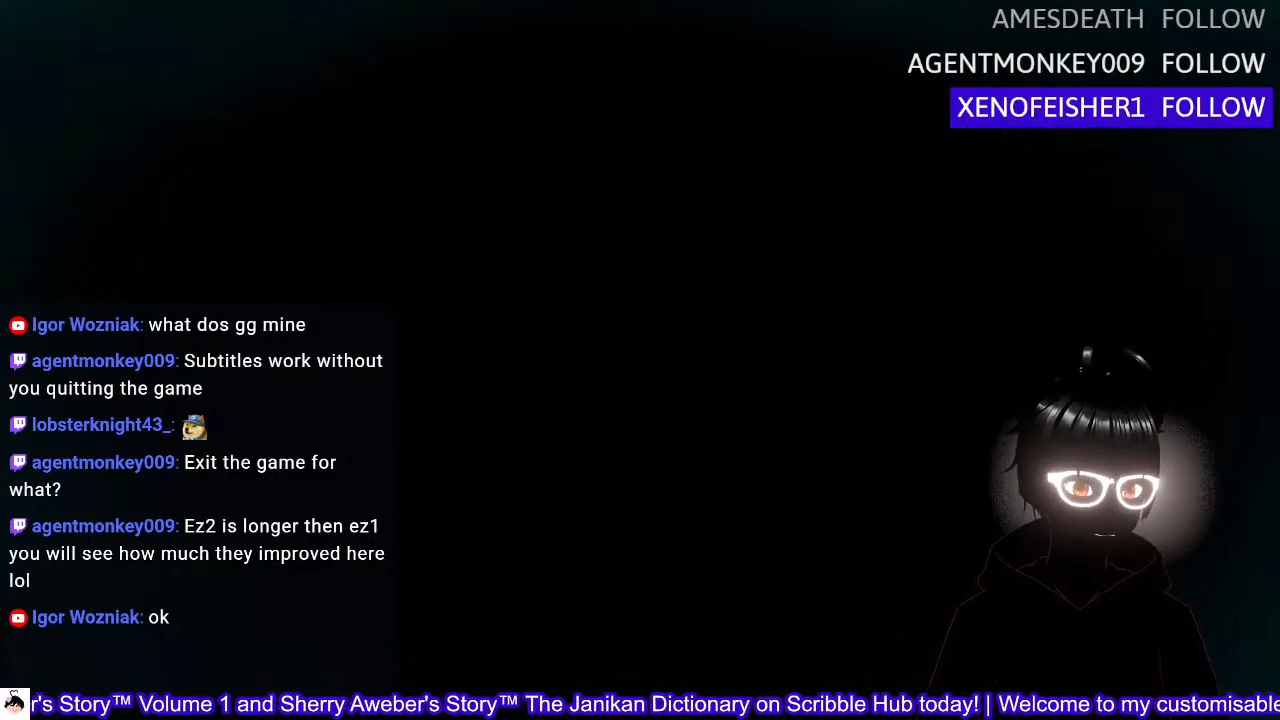 AMESDEATH FOLLOW
AGENTMONKEY009 FOLLOW
XENOFEISHER1 FOLLOW
Igor Wozniak: what dos gg mine
agentmonkey009: Subtitles work without
you quitting the game
lobsterknight43_:
agentmonkey009: Exit the game for
what?
agentmonkey009: Ez2 is longer then ez1
you will see how much they improved here
lol
Igor Wozniak: ok
r's Story™ Volume 1 and Sherry Aweber's Story™ The Janikan Dictionary on Scribble Hub today! | Welcome to my customisable